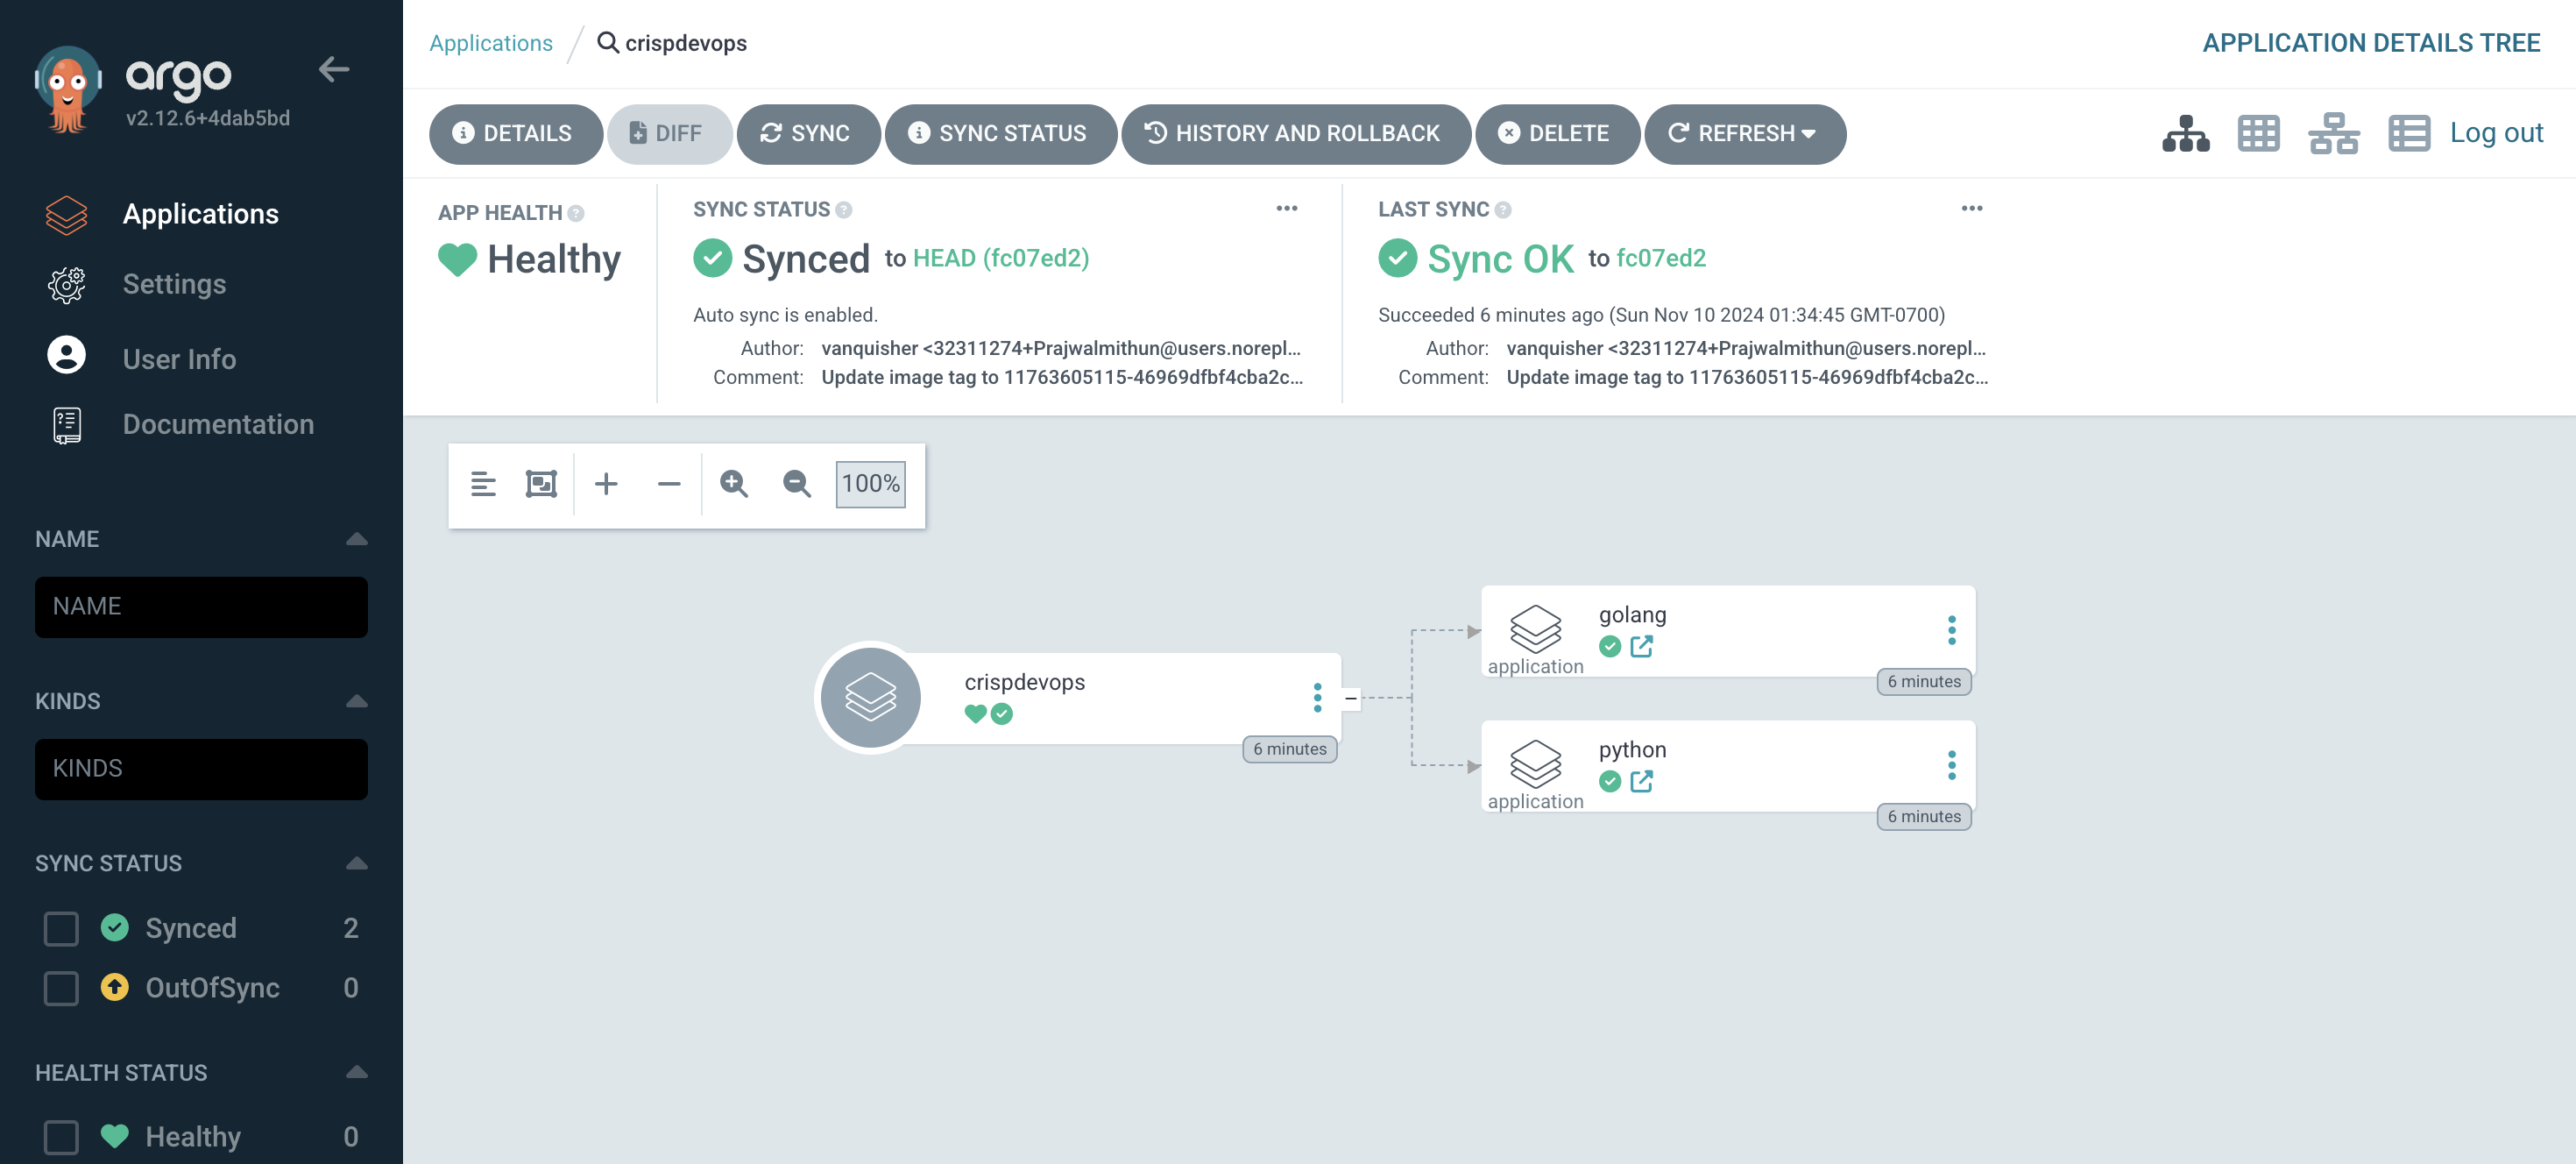 argo
v2.12.6+4dab5bd
Applications
Settings
User Info
Documentation
NAME
NAME
KINDS
KINDS
SYNC STATUS
Synced 2
OutOfSync 0
HEALTH STATUS
Healthy 0
Applications / crispdevops
APPLICATION DETAILS TREE
DETAILS DIFF SYNC SYNC STATUS HISTORY AND ROLLBACK DELETE REFRESH
Log out
APP HEALTH ?
Healthy
SYNC STATUS ?
Synced to HEAD (fc07ed2)
Auto sync is enabled.
Author: vanquisher <32311274+Prajwalmithun@users.norepl...
Comment: Update image tag to 11763605115-46969dfbf4cba2c...
LAST SYNC ?
Sync OK to fc07ed2
Succeeded 6 minutes ago (Sun Nov 10 2024 01:34:45 GMT-0700)
Author: vanquisher <32311274+Prajwalmithun@users.norepl...
Comment: Update image tag to 11763605115-46969dfbf4cba2c...
100%
crispdevops
6 minutes
golang
application
6 minutes
python
application
6 minutes